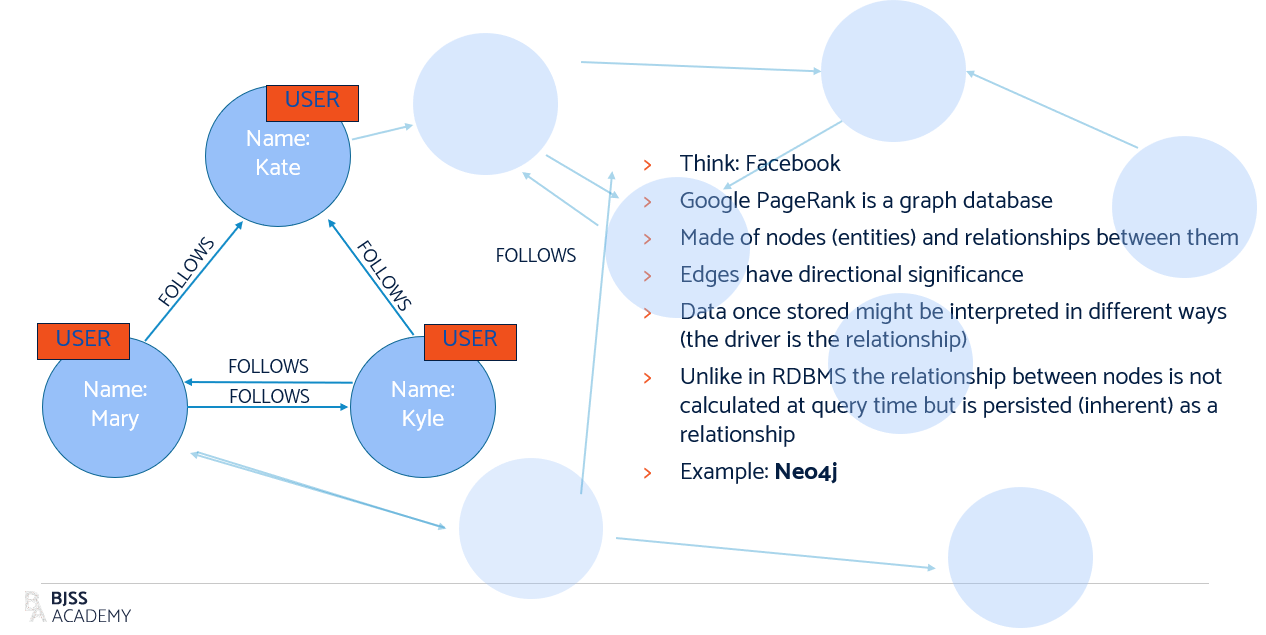 USER
Name:
Kate
FOLLOWS
FOLLOWS
USER
Name:
Mary
FOLLOWS
FOLLOWS
USER
Name:
Kyle
FOLLOWS
> Think: Facebook
> Google PageRank is a graph database
> Made of nodes (entities) and relationships between them
> Edges have directional significance
> Data once stored might be interpreted in different ways
(the driver is the relationship)
> Unlike in RDBMS the relationship between nodes is not
calculated at query time but is persisted (inherent) as a
relationship
> Example: Neo4j
BJSS
ACADEMY